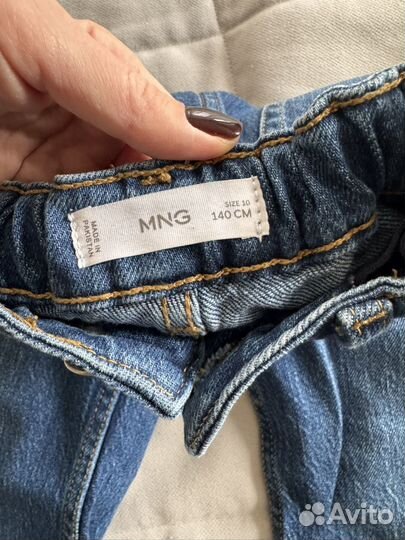 MADE IN
PAKISTAN
MNG
SIZE 10
140 CM
Avito